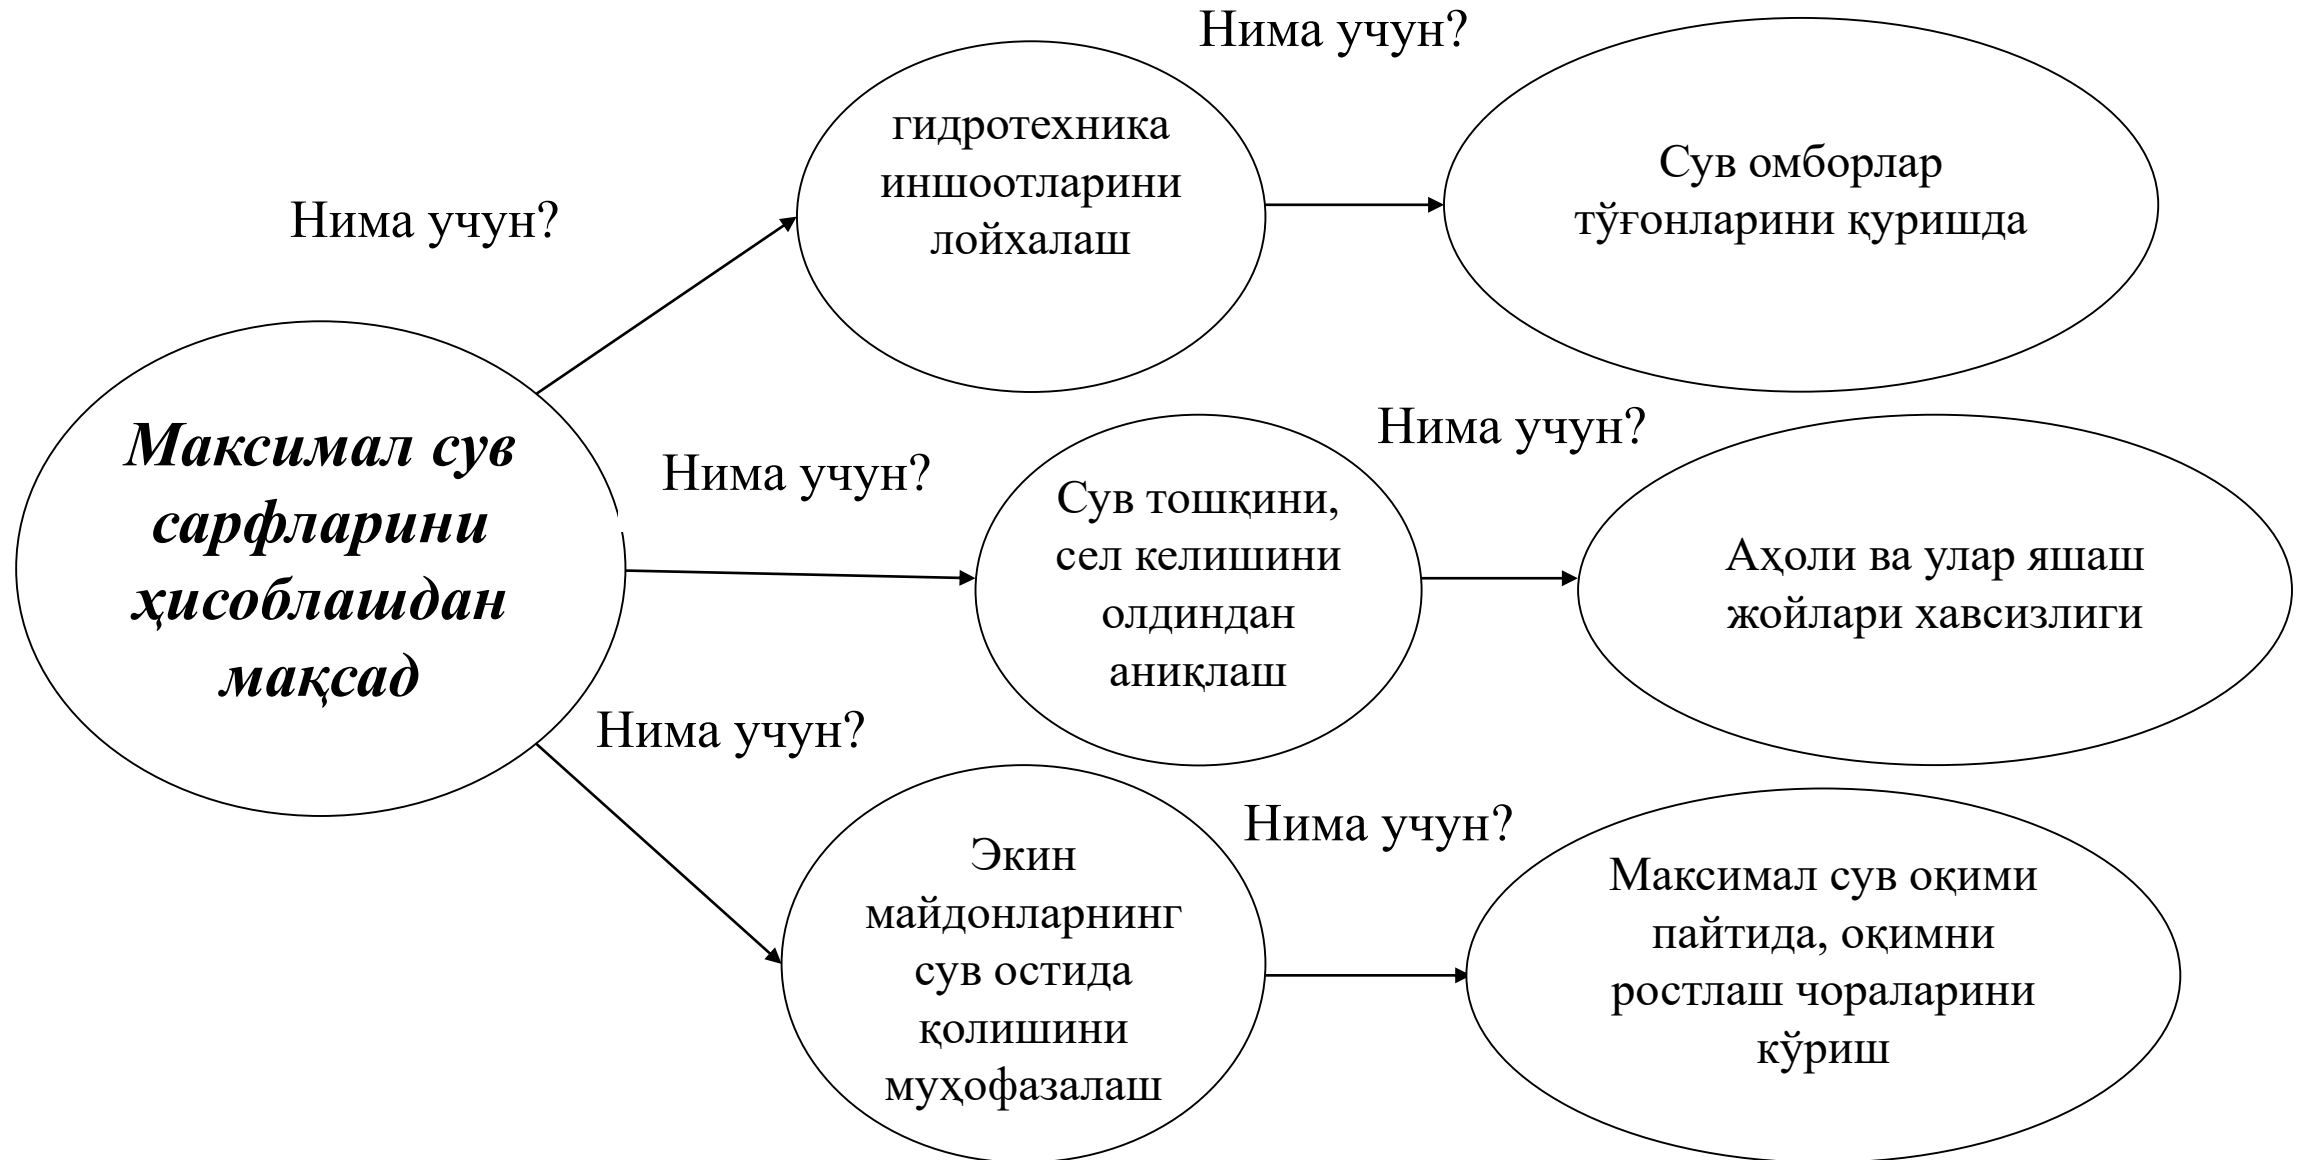 Нима учун?
гидротехника
иншоотларини
лойхалаш
Сув омборлар
тўғонларини қуришда
Нима учун?
Максимал сув
сарфларини
ҳисоблашдан
мақсад
Нима учун?
Сув тошқини,
сел келишини
олдиндан
аниқлаш
Нима учун?
Аҳоли ва улар яшаш
жойлари хавсизлиги
Нима учун?
Экин
майдонларнинг
сув остида
қолишини
муҳофазалаш
Нима учун?
Максимал сув оқими
пайтида, оқимни
ростлаш чораларини
кўриш